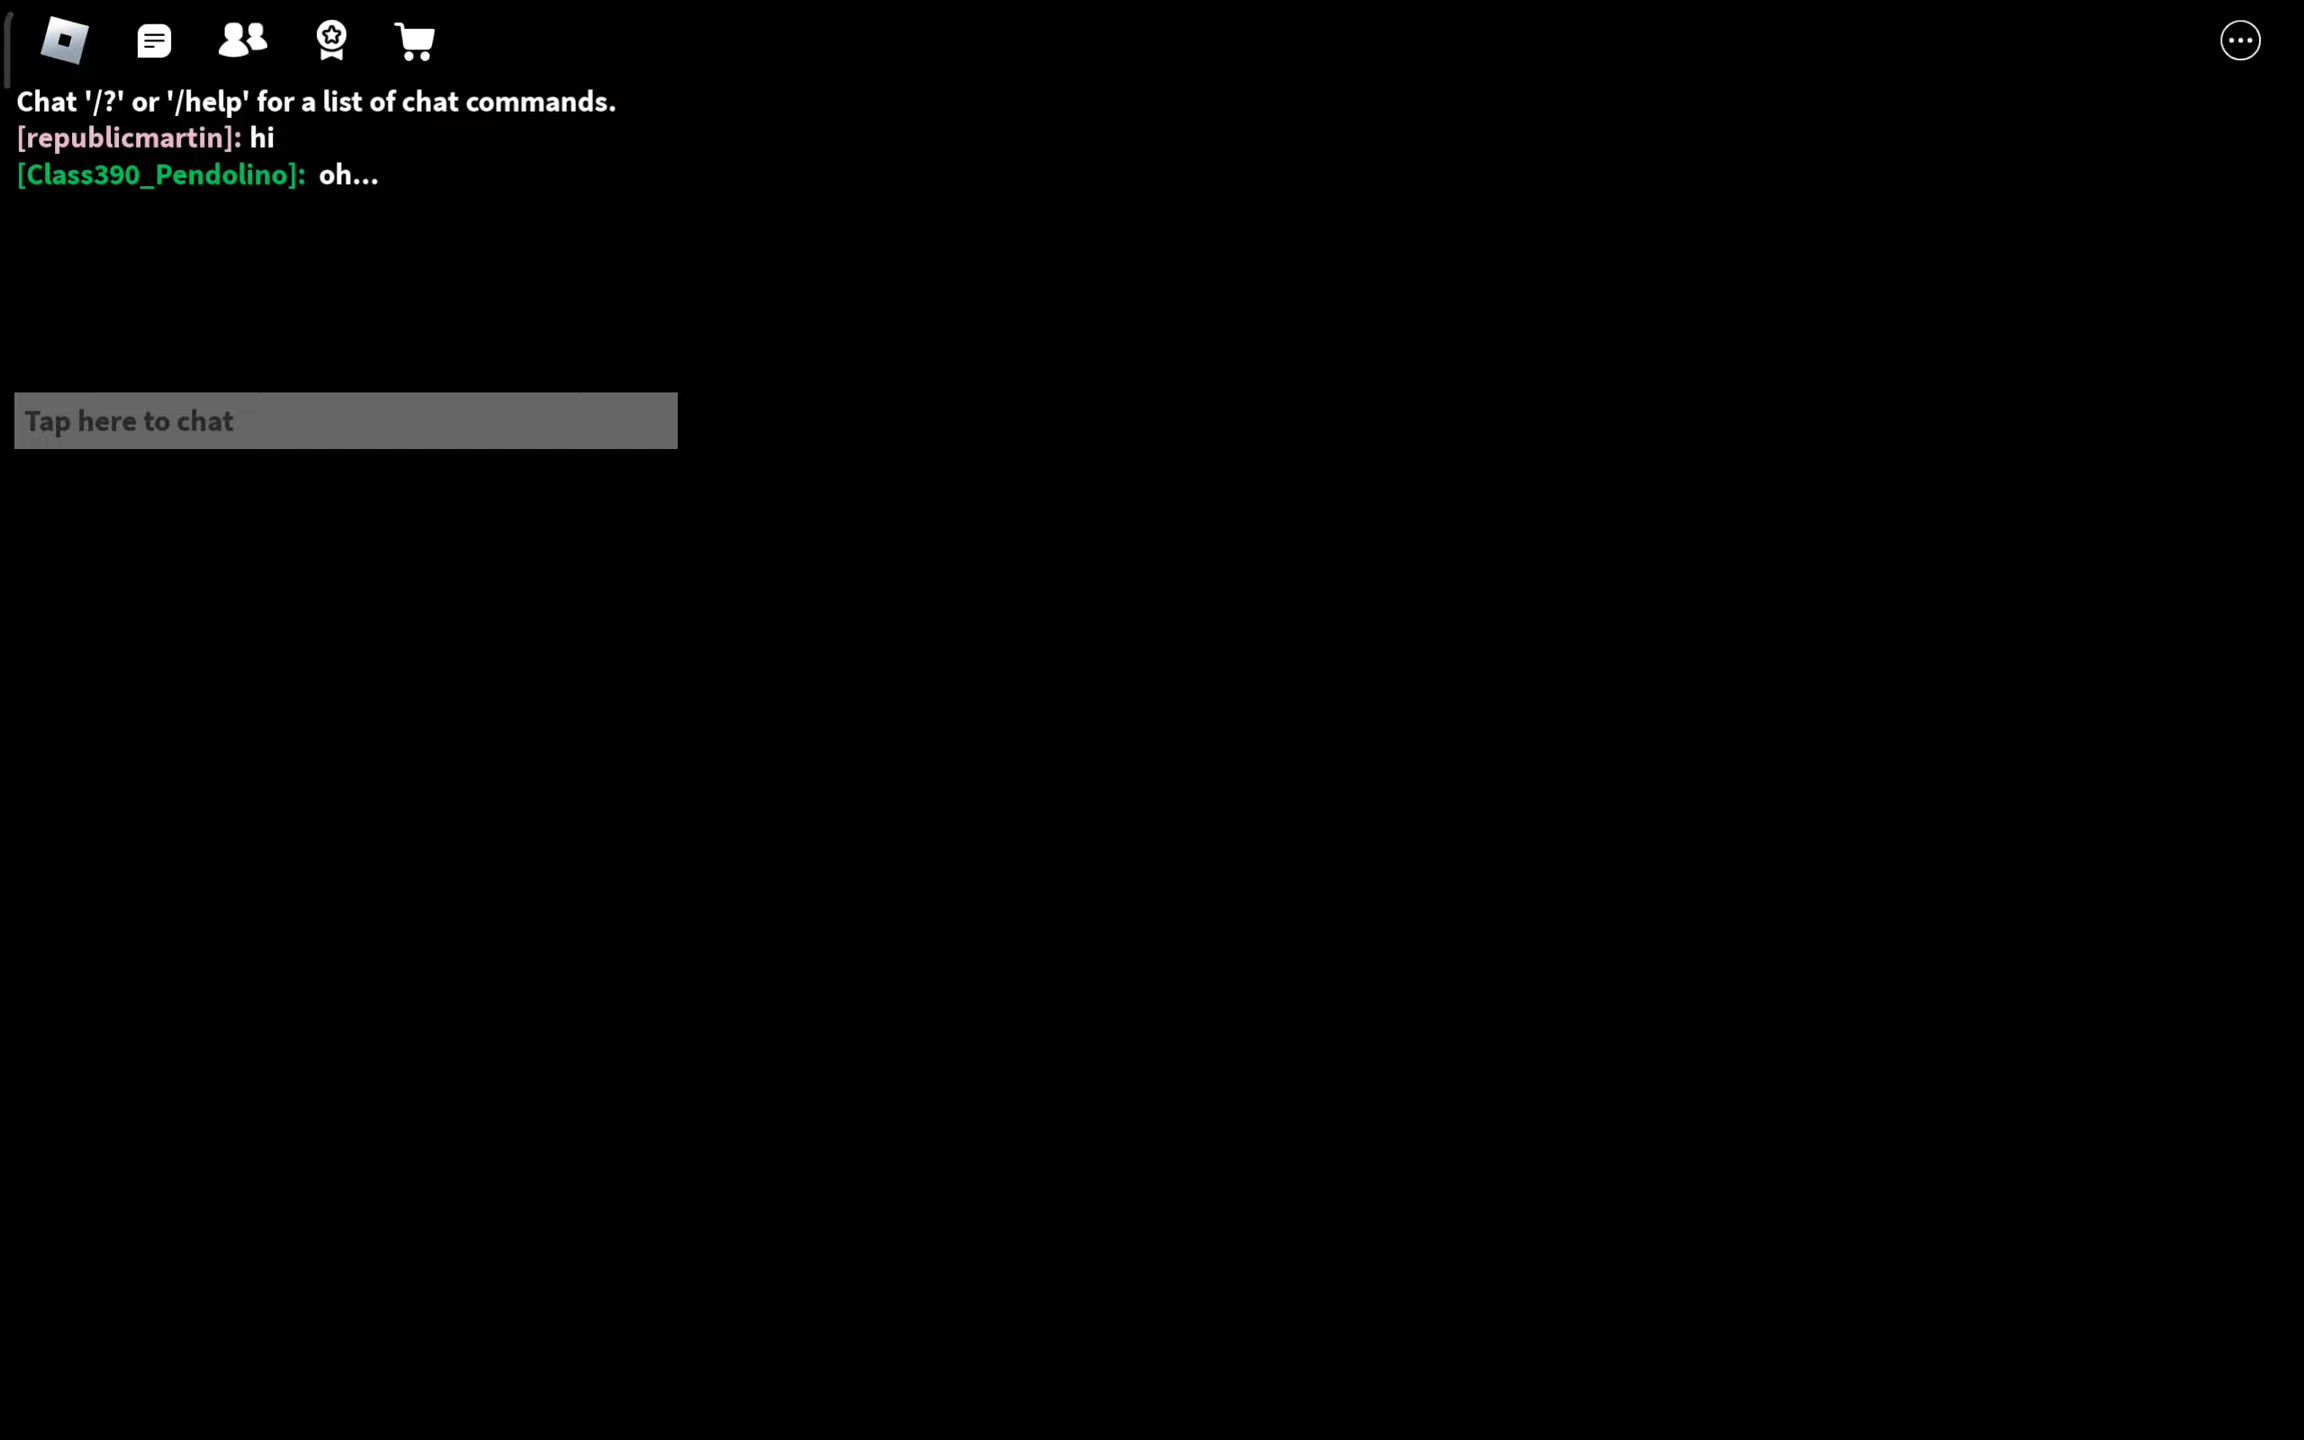 Chat '/?' or '/help' for a list of chat commands.
[republicmartin]: hi
[Class390_Pendolino]: oh...
Tap here to chat